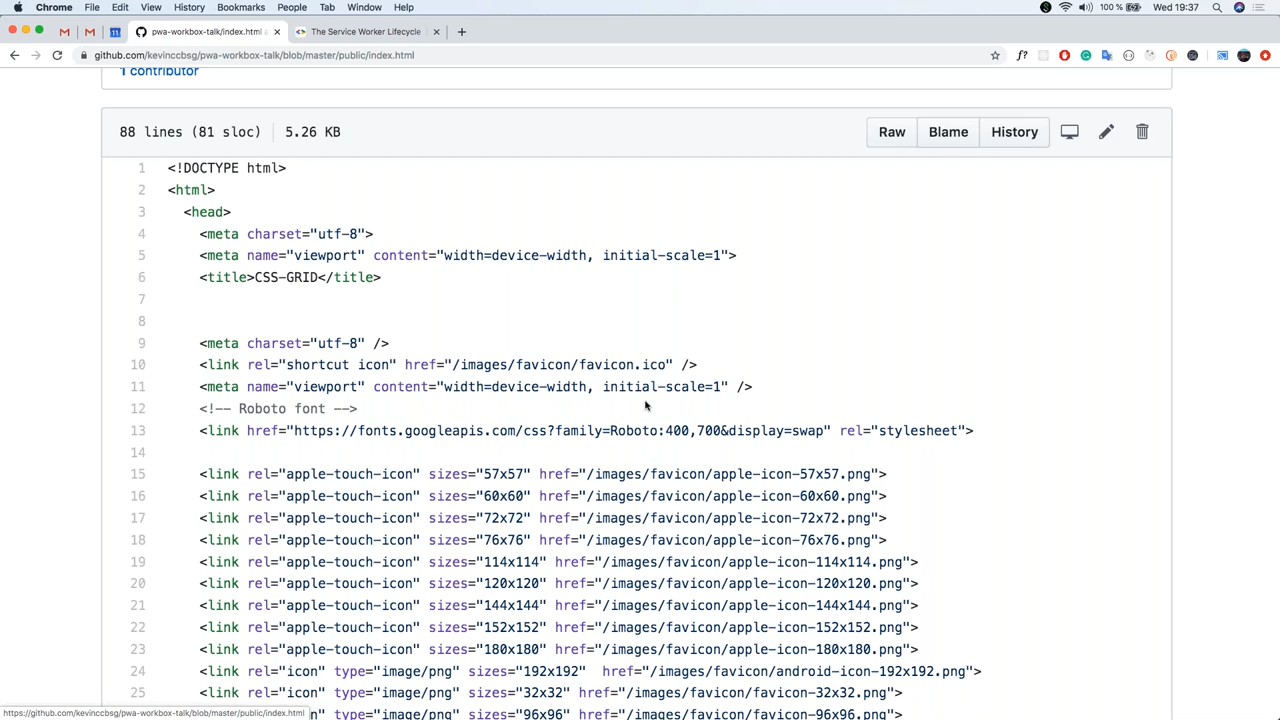 Chrome File Edit View History Bookmarks People Tab Window Help 100 % Wed 19:37
pwa-workbox-talk/index.html a The Service Worker Lifecycle
github.com/kevinccbsg/pwa-workbox-talk/blob/master/public/index.html
1 contributor
88 lines (81 sloc) 5.26 KB Raw Blame History
1 <!DOCTYPE html>
2 <html>
3 <head>
4 <meta charset="utf-8">
5 <meta name="viewport" content="width=device-width, initial-scale=1">
6 <title>CSS-GRID</title>
7
8
9 <meta charset="utf-8" />
10 <link rel="shortcut icon" href="/images/favicon/favicon.ico" />
11 <meta name="viewport" content="width=device-width, initial-scale=1" />
12 <!-- Roboto font -->
13 <link href="https://fonts.googleapis.com/css?family=Roboto:400,700&display=swap" rel="stylesheet">
14
15 <link rel="apple-touch-icon" sizes="57x57" href="/images/favicon/apple-icon-57x57.png">
16 <link rel="apple-touch-icon" sizes="60x60" href="/images/favicon/apple-icon-60x60.png">
17 <link rel="apple-touch-icon" sizes="72x72" href="/images/favicon/apple-icon-72x72.png">
18 <link rel="apple-touch-icon" sizes="76x76" href="/images/favicon/apple-icon-76x76.png">
19 <link rel="apple-touch-icon" sizes="114x114" href="/images/favicon/apple-icon-114x114.png">
20 <link rel="apple-touch-icon" sizes="120x120" href="/images/favicon/apple-icon-120x120.png">
21 <link rel="apple-touch-icon" sizes="144x144" href="/images/favicon/apple-icon-144x144.png">
22 <link rel="apple-touch-icon" sizes="152x152" href="/images/favicon/apple-icon-152x152.png">
23 <link rel="apple-touch-icon" sizes="180x180" href="/images/favicon/apple-icon-180x180.png">
24 <link rel="icon" type="image/png" sizes="192x192" href="/images/favicon/android-icon-192x192.png">
25 <link rel="icon" type="image/png" sizes="32x32" href="/images/favicon/favicon-32x32.png">
n" type="image/png" sizes="96x96" href="/images/favicon/favicon-96x96.png">
https://github.com/kevinccbsg/pwa-workbox-talk/blob/master/public/index.html